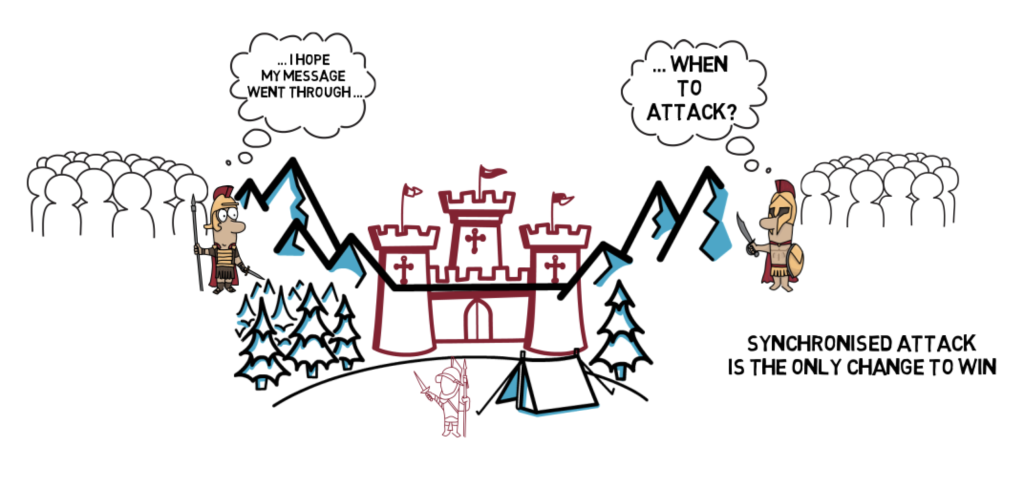 ... I HOPE
MY MESSAGE
WENT THROUGH ...
... WHEN
TO
ATTACK?
SYNCHRONISED ATTACK
IS THE ONLY CHANGE TO WIN